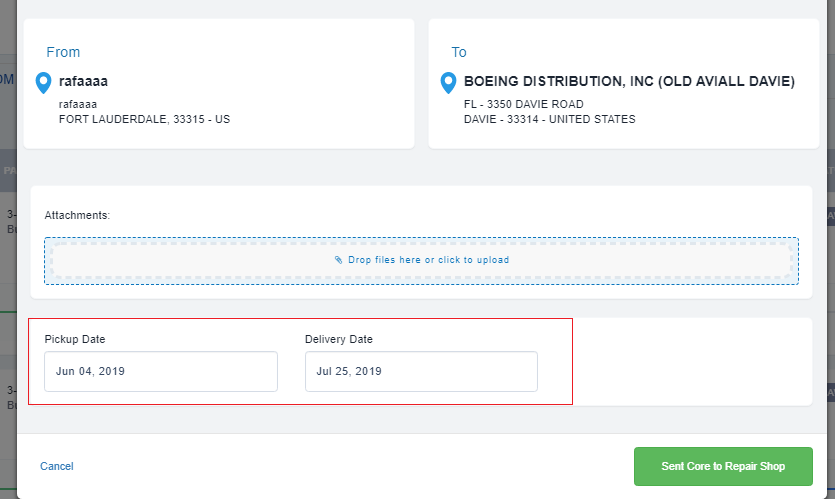 From
rafaaaa
rafaaaa
FORT LAUDERDALE, 33315 - US
To
BOEING DISTRIBUTION, INC (OLD AVIALL DAVIE)
FL - 3350 DAVIE ROAD
DAVIE - 33314 - UNITED STATES
Attachments:
Drop files here or click to upload
Pickup Date
Delivery Date
Jun 04, 2019
Jul 25, 2019
Cancel
Sent Core to Repair Shop